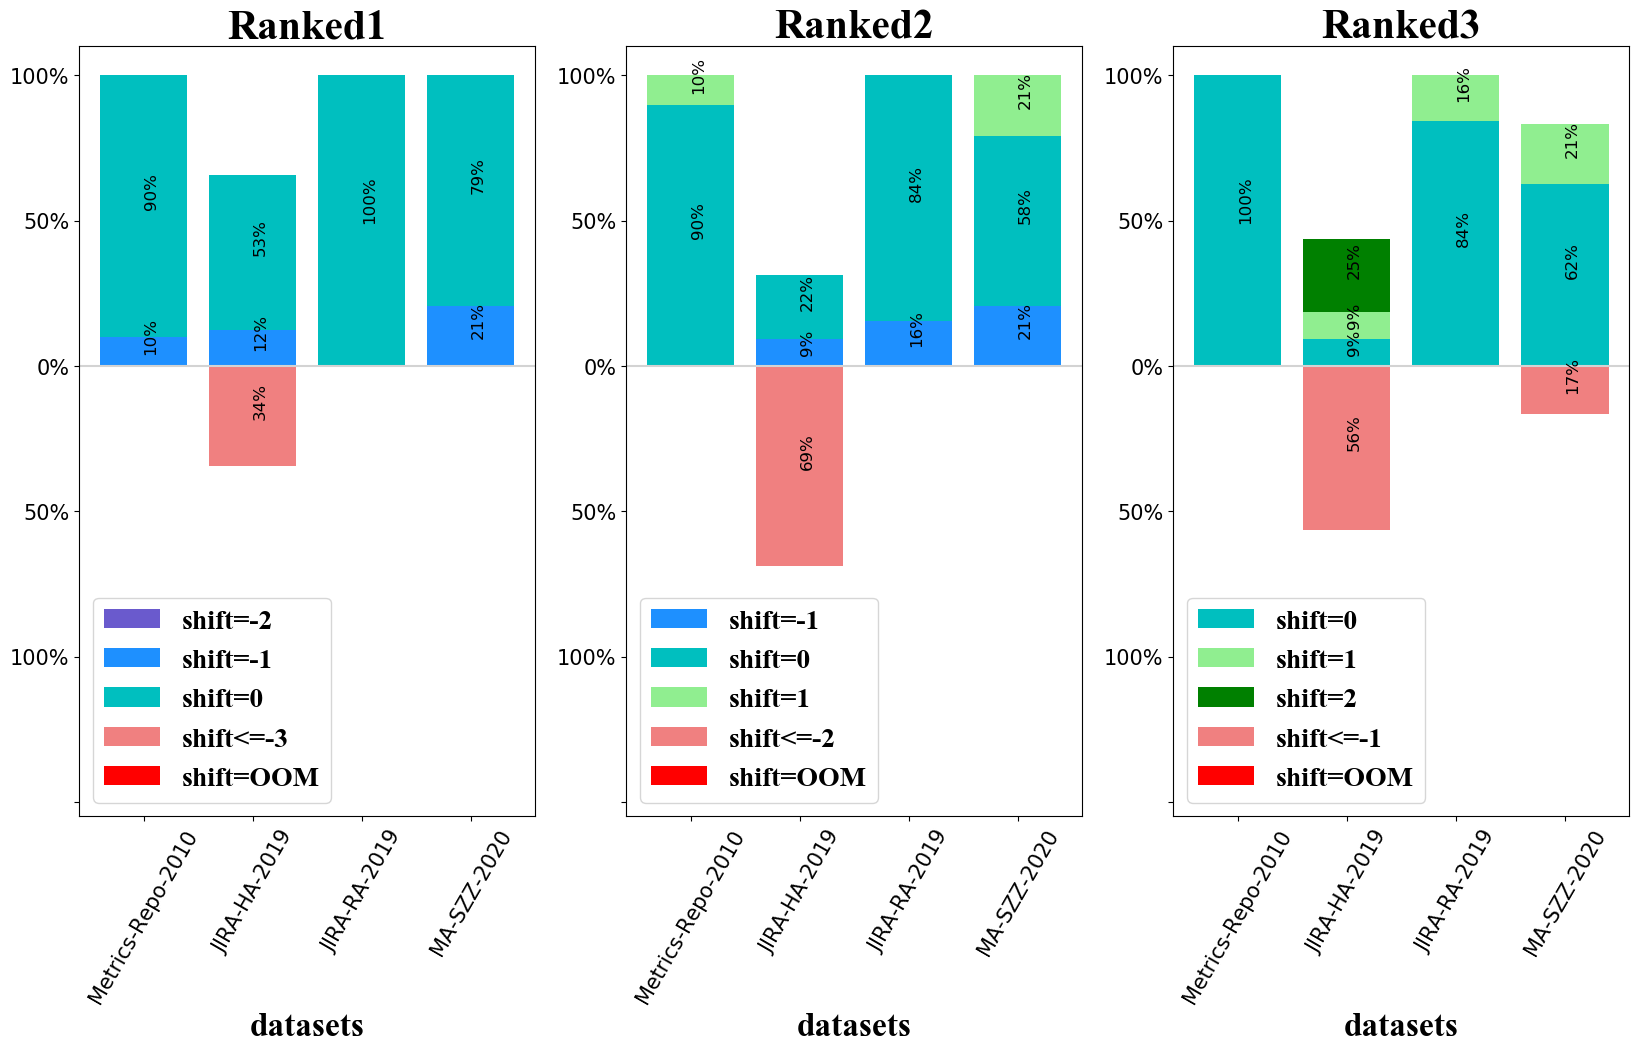 Ranked1
100%
50%
0%
50%
100%
90%
10%
53%
12%
34%
100%
79%
21%
shift=-2
shift=-1
shift=0
shift<=-3
shift=OOM
Metrics-Repo-2010
JIRA-HA-2019
JIRA-RA-2019
MA-SZZ-2020
datasets
Ranked2
100%
50%
0%
50%
100%
10%
90%
22%
9%
69%
84%
16%
21%
58%
21%
shift=-1
shift=0
shift=1
shift<=-2
shift=OOM
Metrics-Repo-2010
JIRA-HA-2019
JIRA-RA-2019
MA-SZZ-2020
datasets
Ranked3
100%
50%
0%
50%
100%
100%
25%
9%
9%
56%
16%
84%
21%
62%
17%
shift=0
shift=1
shift=2
shift<=-1
shift=OOM
Metrics-Repo-2010
JIRA-HA-2019
JIRA-RA-2019
MA-SZZ-2020
datasets